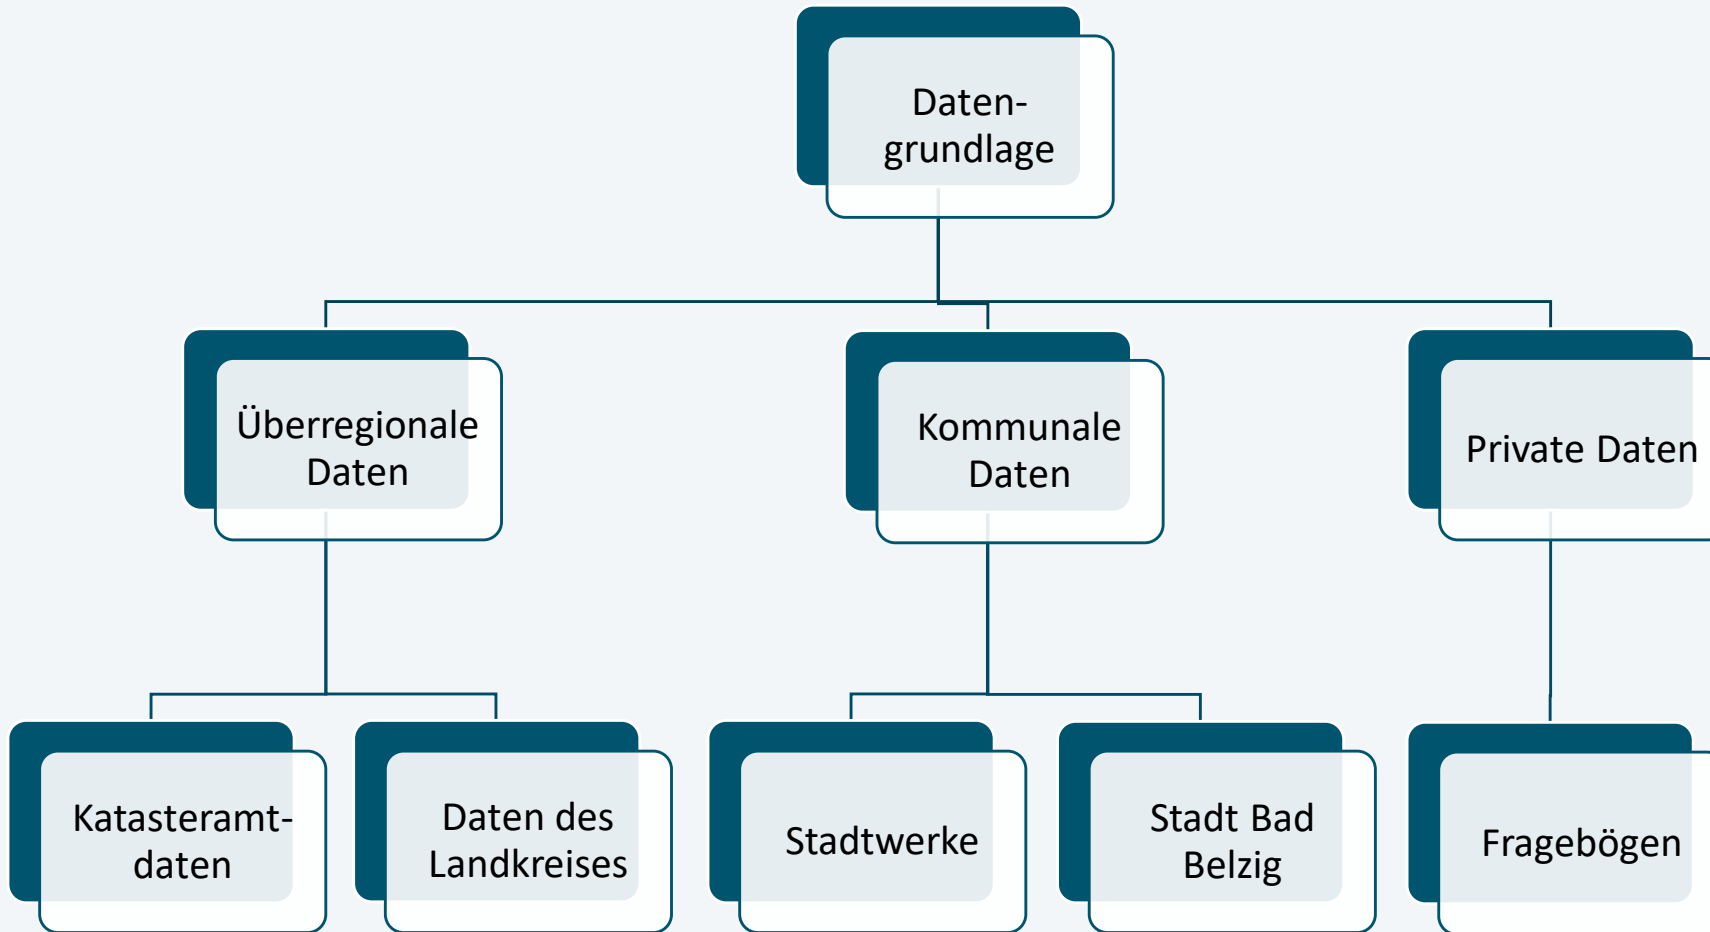 Daten-
grundlage
Überregionale
Daten
Kommunale
Daten
Private Daten
Katasteramt-
daten
Daten des
Landkreises
Stadtwerke
Stadt Bad
Belzig
Fragebögen